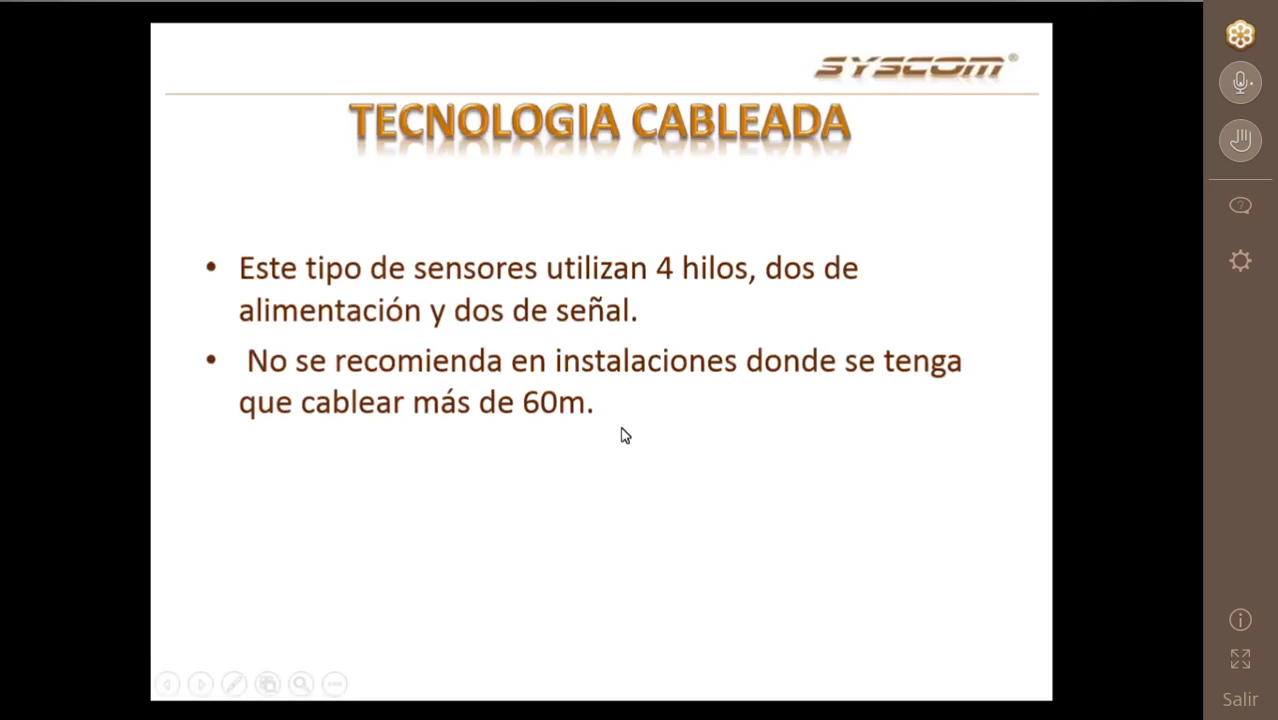 SYSCOM®
TECNOLOGIA CABLEADA
• Este tipo de sensores utilizan 4 hilos, dos de
alimentación y dos de señal.
• No se recomienda en instalaciones donde se tenga
que cablear más de 60m.
Salir